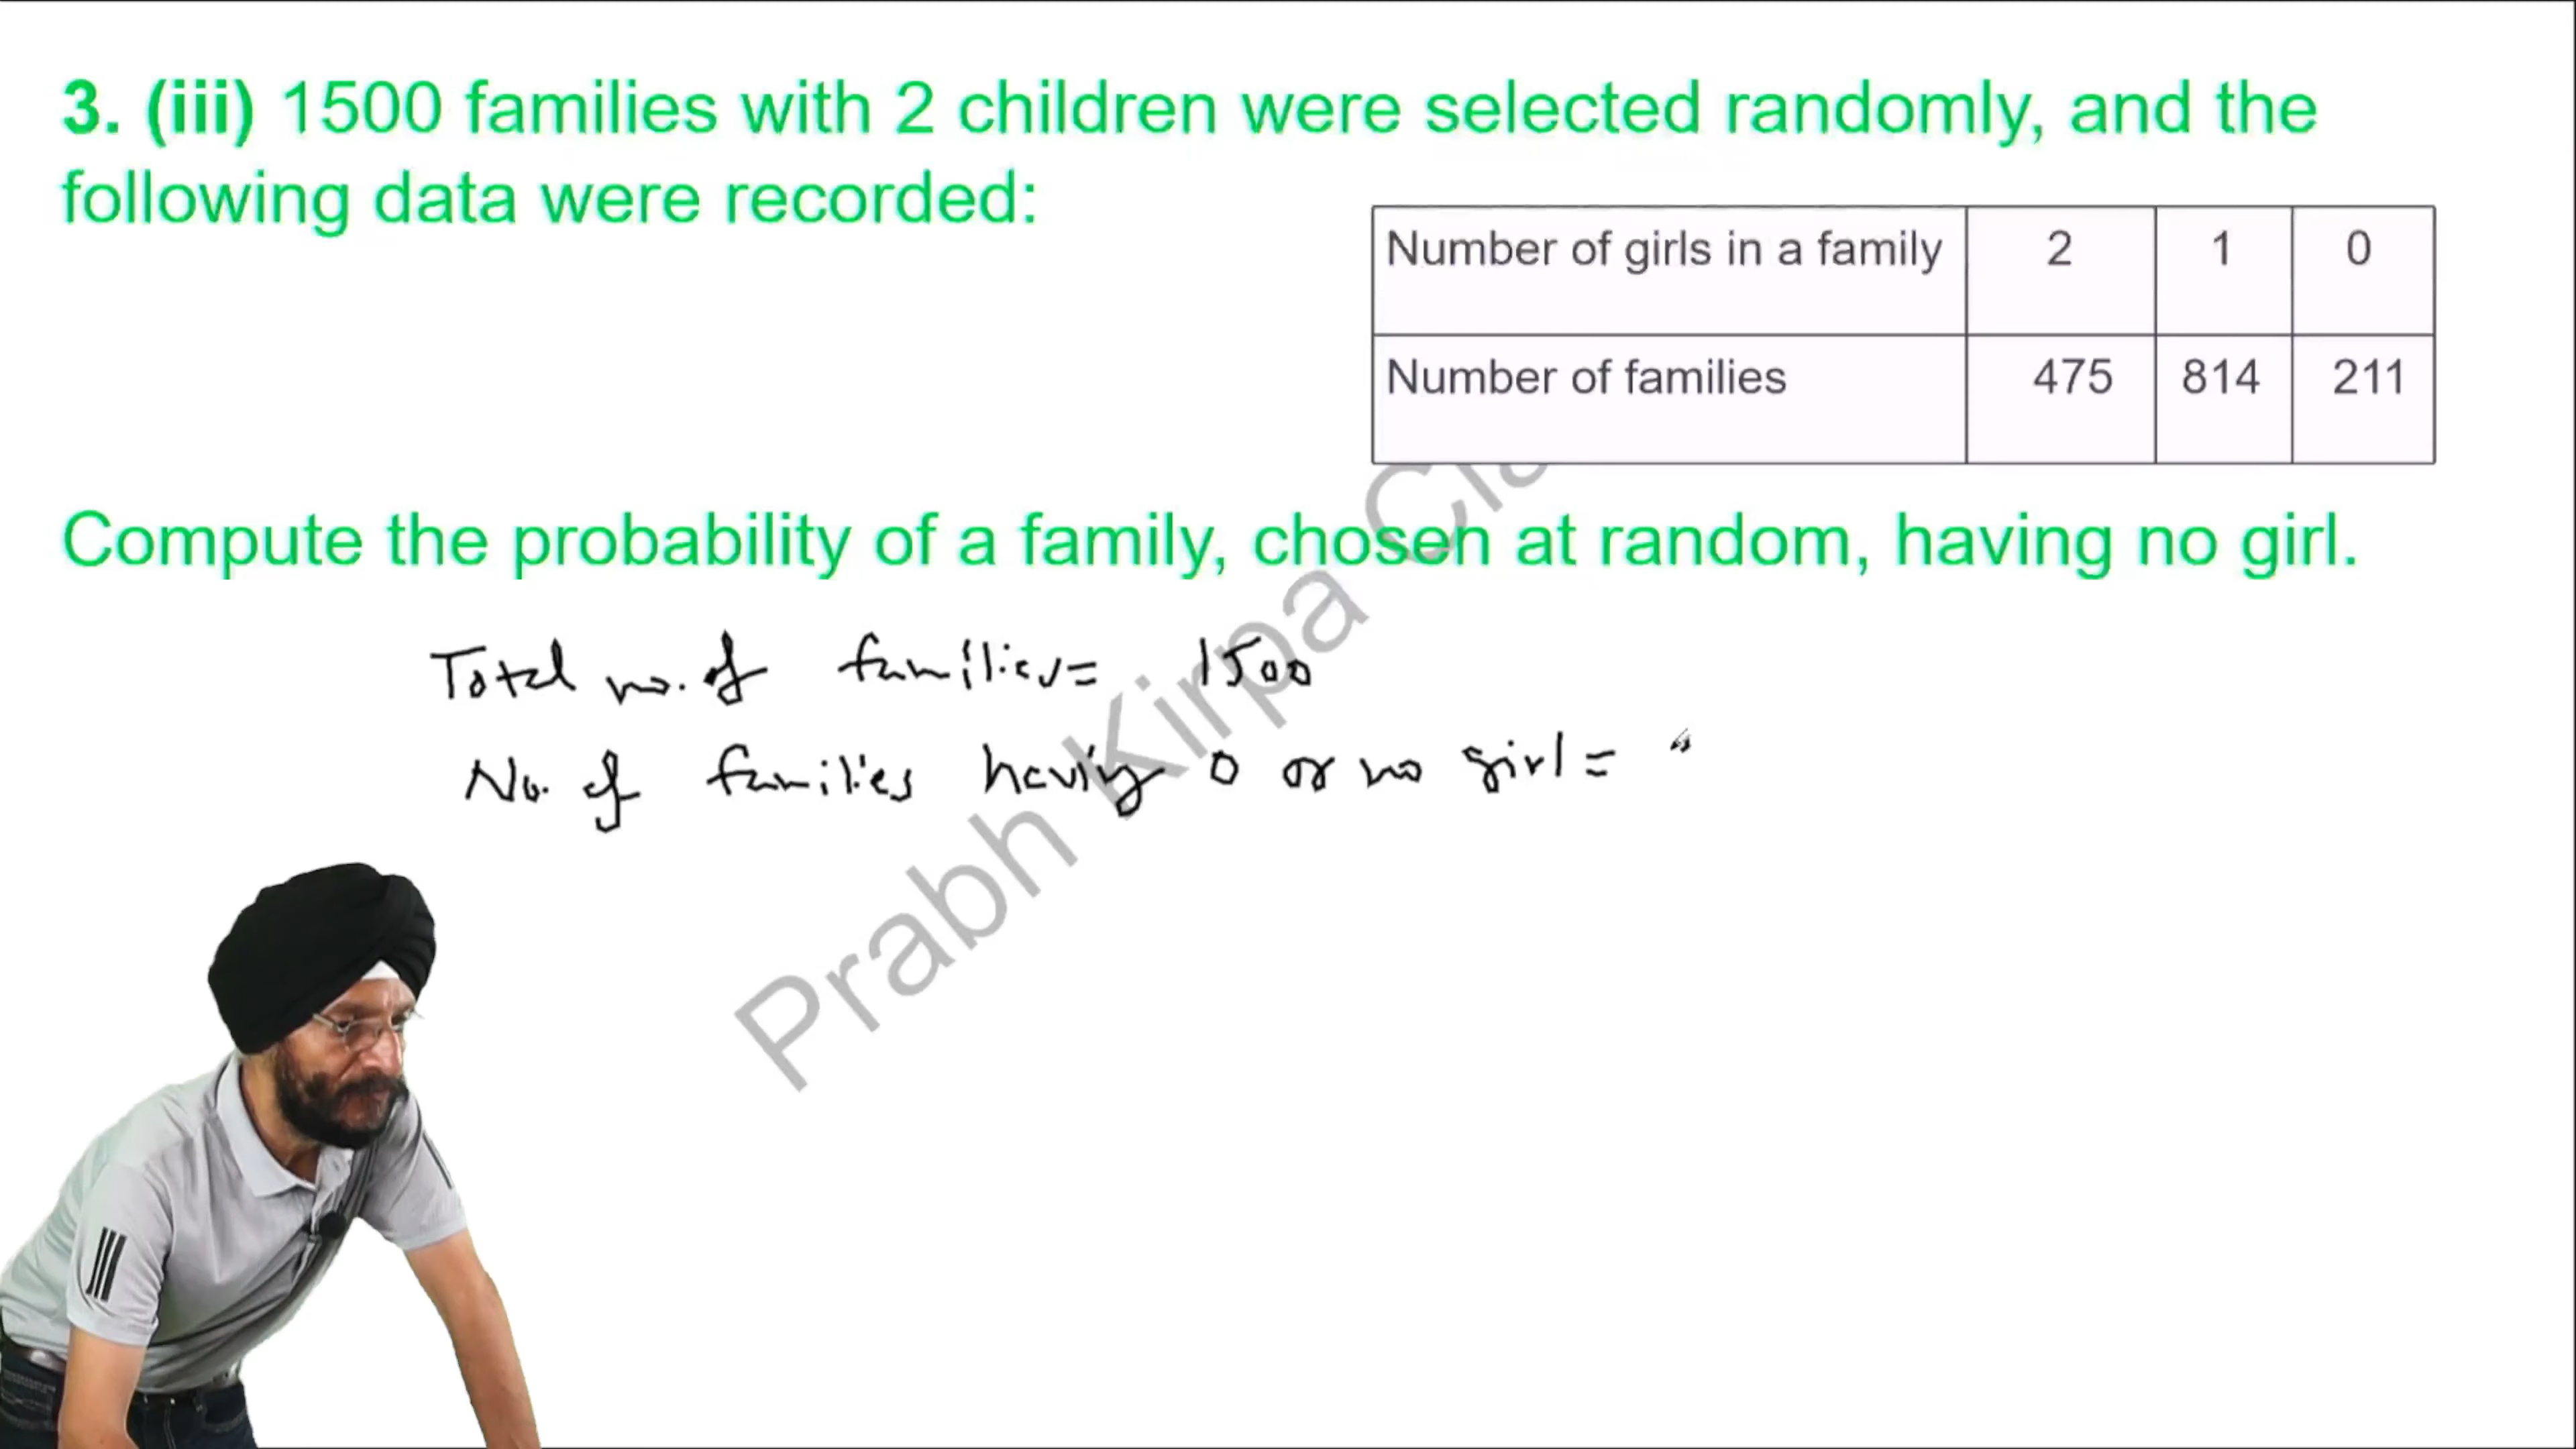 3. (iii) 1500 families with 2 children were selected randomly, and the
following data were recorded:
Number of girls in a family 2 1 0
Number of families 475 814 211
Compute the probability of a family, chosen at random, having no girl.
Total no. of families = 1500
No. of families having 0 or no girl =
Prabh Kirpa